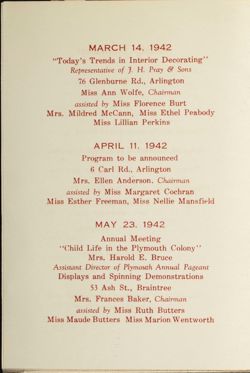 MARCH 14, 1942
"Today's Trends in Interior Decorating"
Representative of J. H. Pray & Sons
76 Glenburne Rd., Arlington
Miss Ann Wolfe, Chairman
assisted by Miss Florence Burt
Mrs. Mildred McCann, Miss Ethel Peabody
Miss Lillian Perkins
APRIL 11, 1942
Program to be announced
6 Carl Rd., Arlington
Mrs. Ellen Anderson. Chairman
assisted by Miss Margaret Cochran
Miss Esther Freeman, Miss Nellie Mansfield
MAY 23, 1942
Annual Meeting
"Child Life in the Plymouth Colony"
Mrs. Harold E. Bruce
Assistant Director of Plymouth Annual Pageant
Displays and Spinning Demonstrations
53 Ash St., Braintree
Mrs. Frances Baker, Chairman
assisted by Miss Ruth Butters
Miss Maude Butters Miss Marion Wentworth